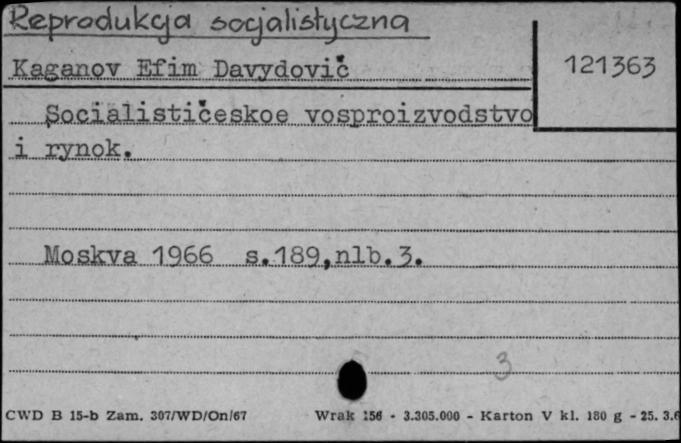 Reprodukcja socjalistyczna
Kaganov Efim Davydovič
121363
Socialističeskoe vosproizvodstvo
i rynok.
Moskva 1966 s.189,nlb.3.
3
CWD B 15-b Zam. 307/WD/On/67 Wrak 156 - 3.305.000 - Karton V kl. 180 g - 25. 3.6